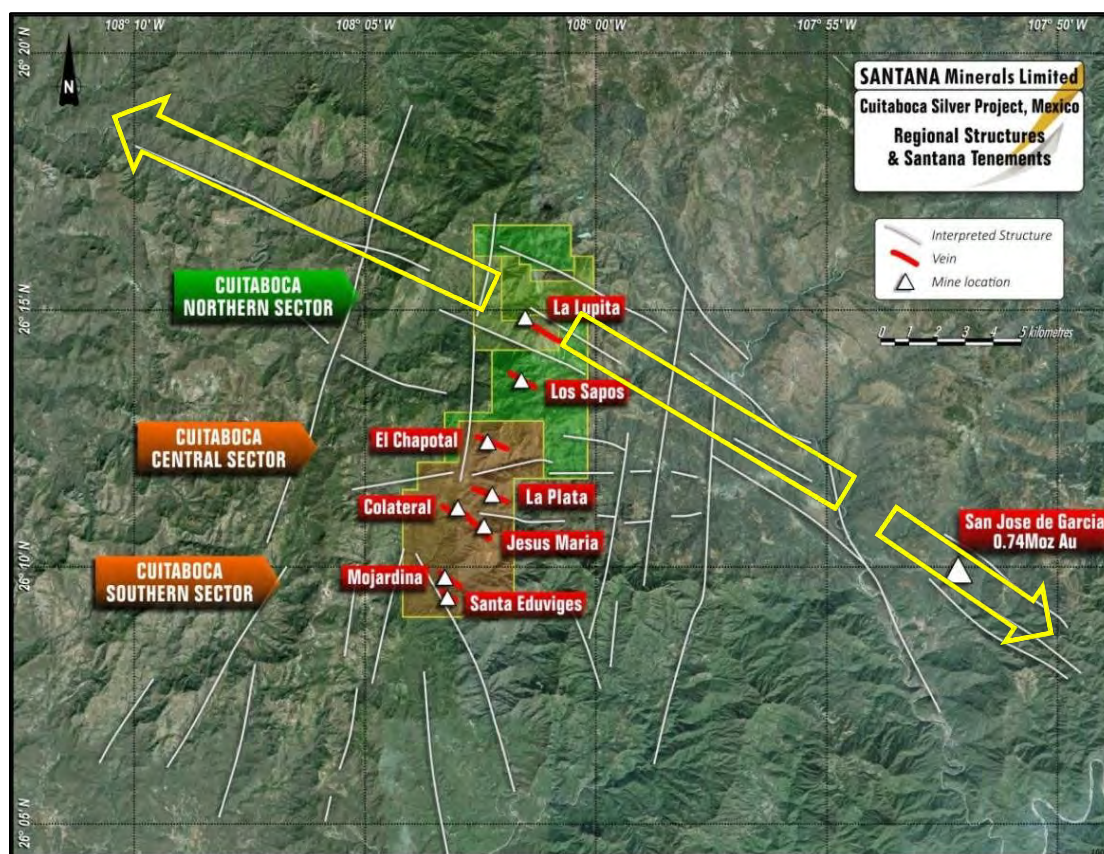 108° 10' W
108° 05' W
108° 00' W
107° 55' W
107° 50' W
26° 20' N
N
SANTANA Minerals Limited
Cuitaboca Silver Project, Mexico
Regional Structures
& Santana Tenements
Interpreted Structure
Vein
Mine location
0 1 2 3 4 5 kilometres
26° 15' N
CUITABOCA
NORTHERN SECTOR
La Lupita
Los Sapos
CUITABOCA
CENTRAL SECTOR
El Chapotal
La Plata
Colateral
Jesus Maria
San Jose de Garcia
0.74Moz Au
26° 10' N
CUITABOCA
SOUTHERN SECTOR
Mojardina
Santa Eduviges
26° 05' N